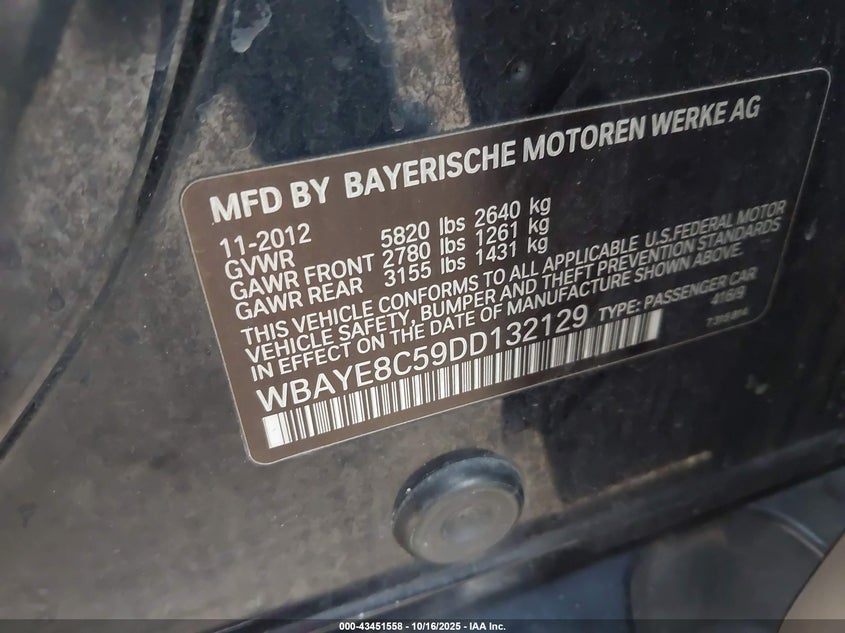 MFD BY BAYERISCHE MOTOREN WERKE AG
11-2012
GVWR 5820 lbs 2640 kg
GAWR FRONT 2780 lbs 1261 kg
GAWR REAR 3155 lbs 1431 kg
THIS VEHICLE CONFORMS TO ALL APPLICABLE U.S.FEDERAL MOTOR
VEHICLE SAFETY, BUMPER AND THEFT PREVENTION STANDARDS
IN EFFECT ON THE DATE OF MANUFACTURE SHOWN ABOVE.
WBAYE8C59DD132129 TYPE: PASSENGER CAR
416/9
000-43451558 - 10/16/2025 - IAA Inc.